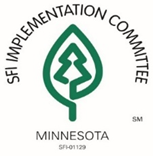 SFI IMPLEMENTATION COMMITTEE
SM
MINNESOTA
SFI-01129